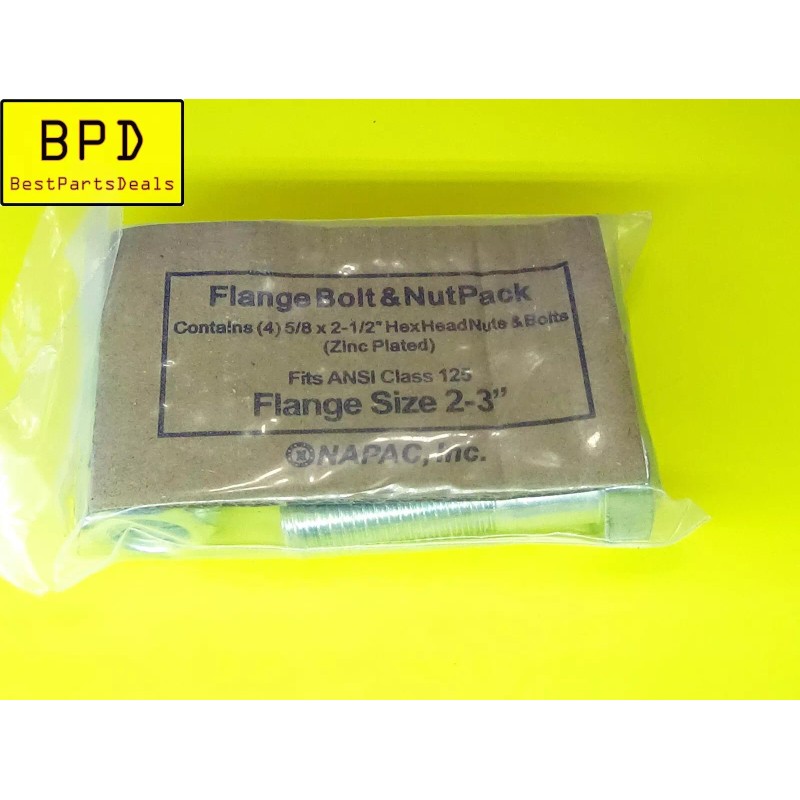 BPD
BestPartsDeals
Flange Bolt & Nut Pack
Contains (4) 5/8 x 2-1/2" Hex Head Nuts & Bolts
(Zinc Plated)
Fits ANSI Class 125
Flange Size 2-3"
NAPAC, Inc.